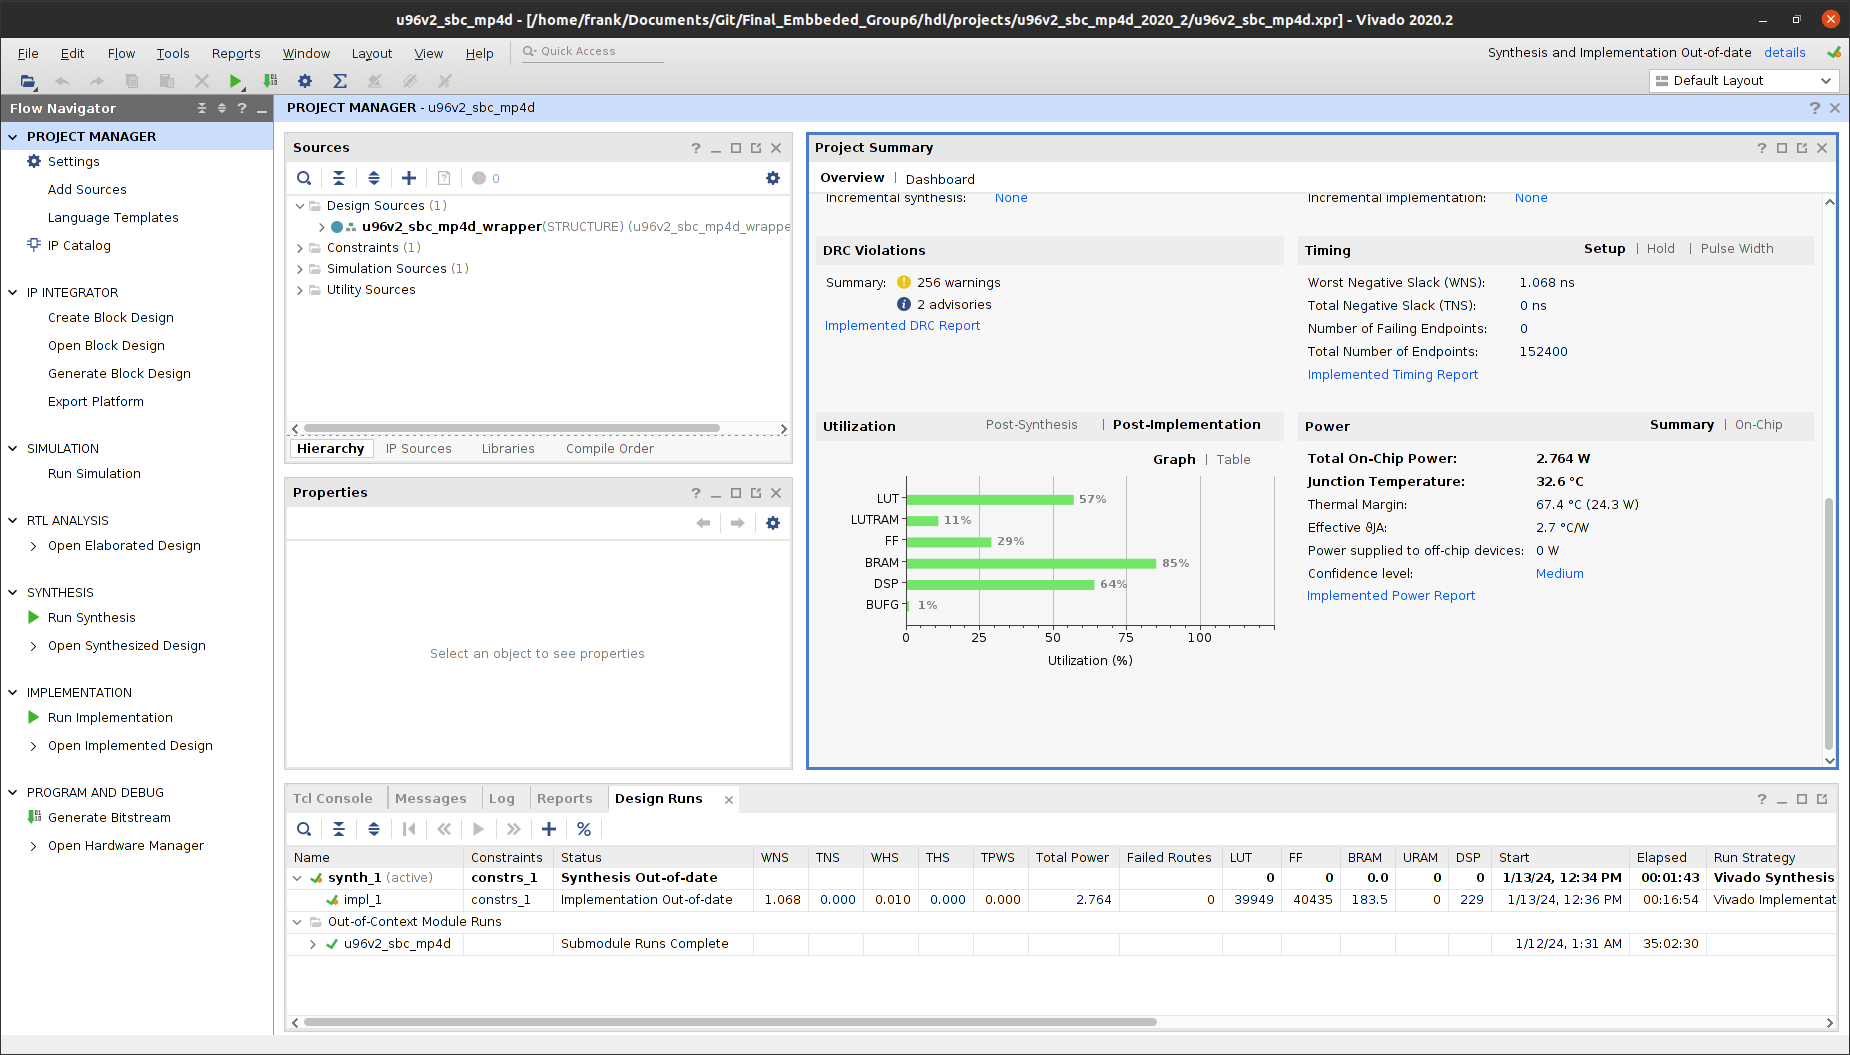 u96v2_sbc_mp4d - [/home/frank/Documents/Git/Final_Embbeded_Group6/hdl/projects/u96v2_sbc_mp4d_2020_2/u96v2_sbc_mp4d.xpr] - Vivado 2020.2
File Edit Flow Tools Reports Window Layout View Help Quick Access
Synthesis and Implementation Out-of-date details
Default Layout
Flow Navigator
PROJECT MANAGER
Settings
Add Sources
Language Templates
IP Catalog
IP INTEGRATOR
Create Block Design
Open Block Design
Generate Block Design
Export Platform
SIMULATION
Run Simulation
RTL ANALYSIS
Open Elaborated Design
SYNTHESIS
Run Synthesis
Open Synthesized Design
IMPLEMENTATION
Run Implementation
Open Implemented Design
PROGRAM AND DEBUG
Generate Bitstream
Open Hardware Manager
PROJECT MANAGER - u96v2_sbc_mp4d
Sources
0
Design Sources (1)
u96v2_sbc_mp4d_wrapper(STRUCTURE) (u96v2_sbc_mp4d_wrappe
Constraints (1)
Simulation Sources (1)
Utility Sources
Hierarchy IP Sources Libraries Compile Order
Properties
Select an object to see properties
Project Summary
Overview | Dashboard
Incremental synthesis: None
Incremental implementation: None
DRC Violations
Summary: 256 warnings
2 advisories
Implemented DRC Report
Timing Setup | Hold | Pulse Width
Worst Negative Slack (WNS): 1.068 ns
Total Negative Slack (TNS): 0 ns
Number of Failing Endpoints: 0
Total Number of Endpoints: 152400
Implemented Timing Report
Utilization Post-Synthesis | Post-Implementation
Graph | Table
LUT 57%
LUTRAM 11%
FF 29%
BRAM 85%
DSP 64%
BUFG 1%
0 25 50 75 100
Utilization (%)
Power Summary | On-Chip
Total On-Chip Power: 2.764 W
Junction Temperature: 32.6 °C
Thermal Margin: 67.4 °C (24.3 W)
Effective ϑJA: 2.7 °C/W
Power supplied to off-chip devices: 0 W
Confidence level: Medium
Implemented Power Report
Tcl Console Messages Log Reports Design Runs
Name Constraints Status WNS TNS WHS THS TPWS Total Power Failed Routes LUT FF BRAM URAM DSP Start Elapsed Run Strategy
synth_1 (active) constrs_1 Synthesis Out-of-date 0 0 0.0 0 0 1/13/24, 12:34 PM 00:01:43 Vivado Synthesis
impl_1 constrs_1 Implementation Out-of-date 1.068 0.000 0.010 0.000 0.000 2.764 0 39949 40435 183.5 0 229 1/13/24, 12:36 PM 00:16:54 Vivado Implementat
Out-of-Context Module Runs
u96v2_sbc_mp4d Submodule Runs Complete 1/12/24, 1:31 AM 35:02:30